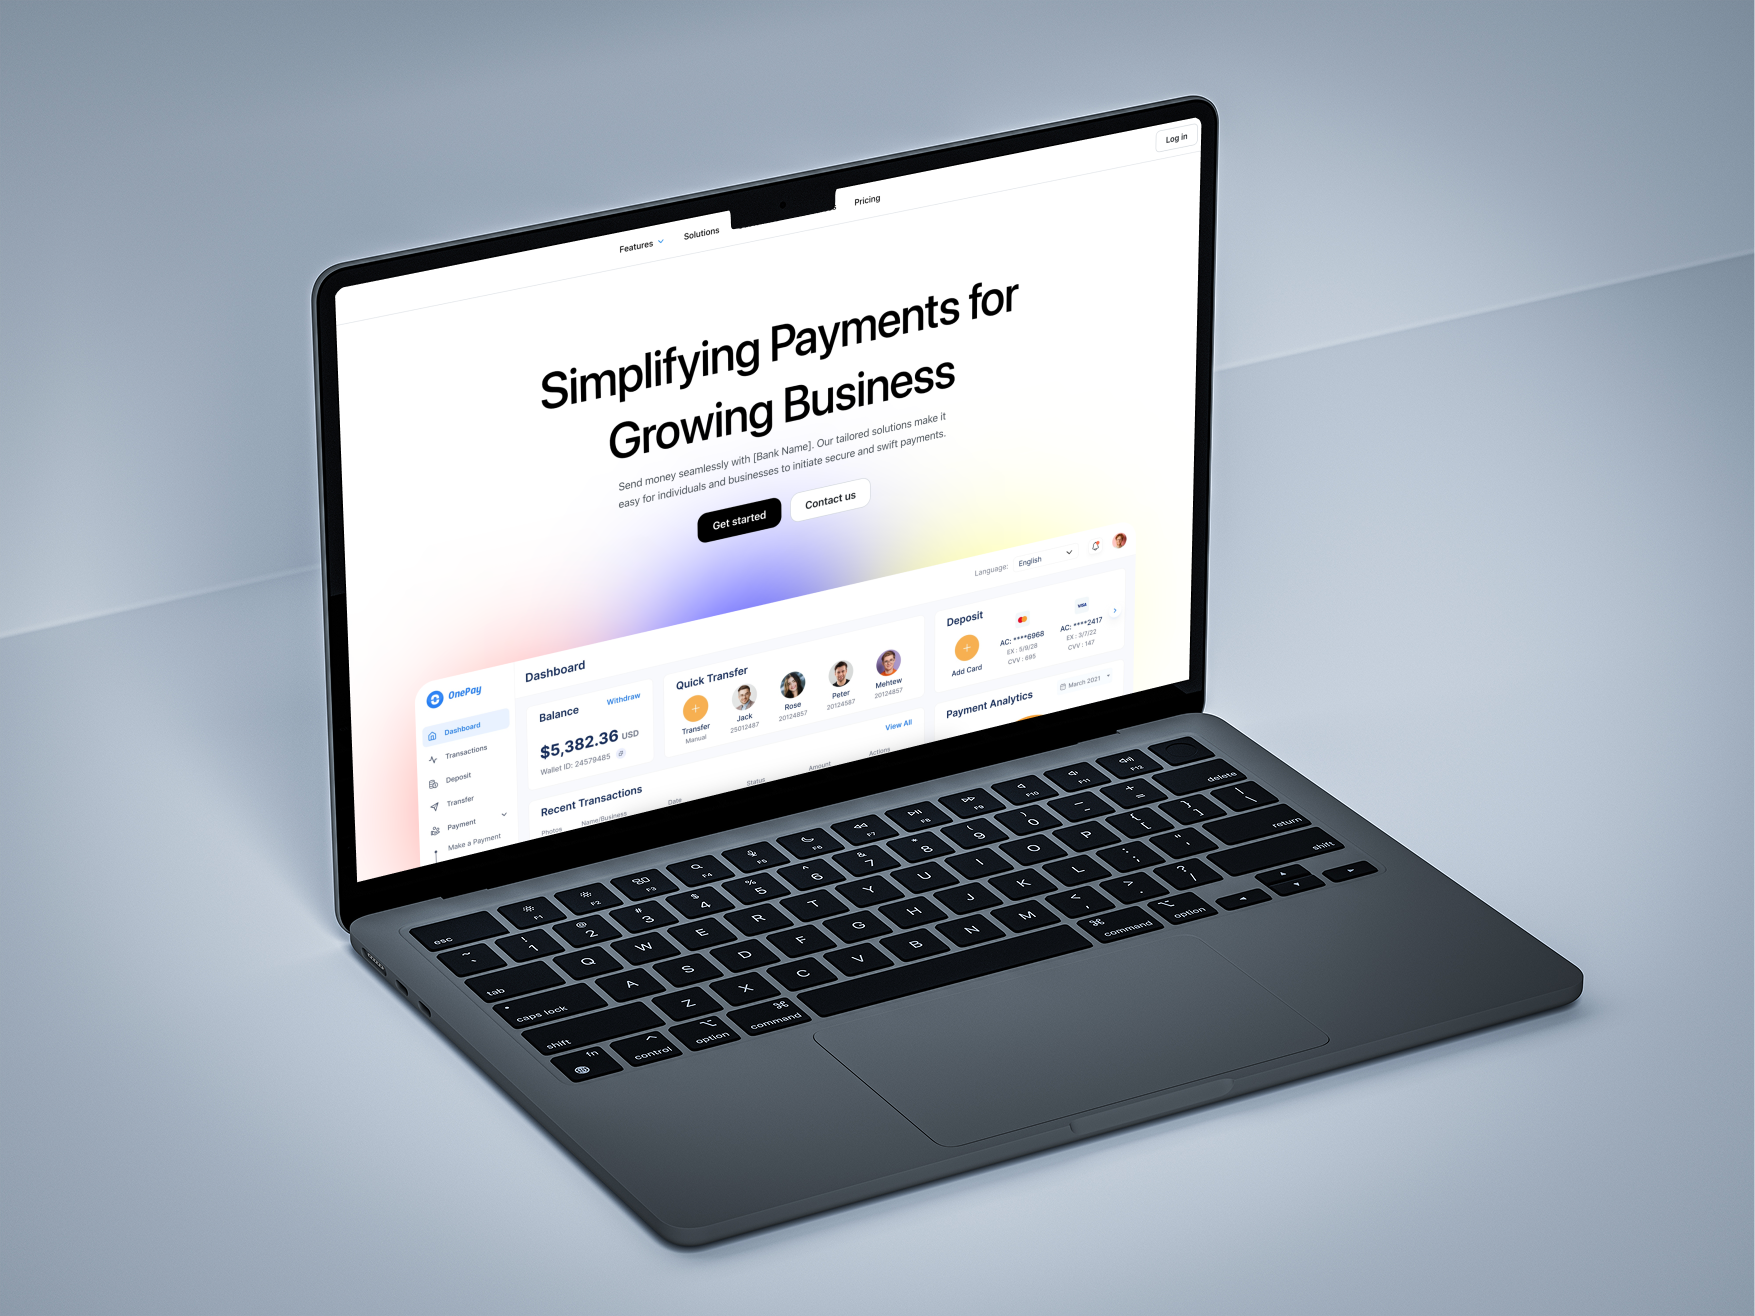 Log in
Features
Solutions
Pricing
Simplifying Payments for
Growing Business
Send money seamlessly with [Bank Name]. Our tailored solutions make it
easy for individuals and businesses to initiate secure and swift payments.
Get started
Contact us
Language: English
OnePay
Dashboard
Transactions
Deposit
Transfer
Payment
Make a Payment
Dashboard
Balance
Withdraw
$5,382.36 USD
Wallet ID: 24579485
Quick Transfer
Transfer
Manual
Jack
25012487
Rose
20124857
Peter
20124587
Mehtew
20124857
Deposit
Add Card
AC: ****6968
EX : 5/9/28
CVV : 695
VISA
AC: ****2417
EX : 3/7/22
CVV : 147
Payment Analytics
March 2021
Recent Transactions
View All
Photos
Name/Business
Date
Status
Amount
Actions
esc F1 F2 F3 F4 F5 F6 F7 F8 F9 F10 F11 F12
~ ` ! 1 @ 2 # 3 $ 4 % 5 ^ 6 & 7 * 8 ( 9 ) 0 _ - + = delete
tab Q W E R T Y U I O P { [ } ] | \
caps lock A S D F G H J K L : ; " ' return
shift Z X C V B N M < , > . ? / shift
fn control option ⌘ command ⌘ command option